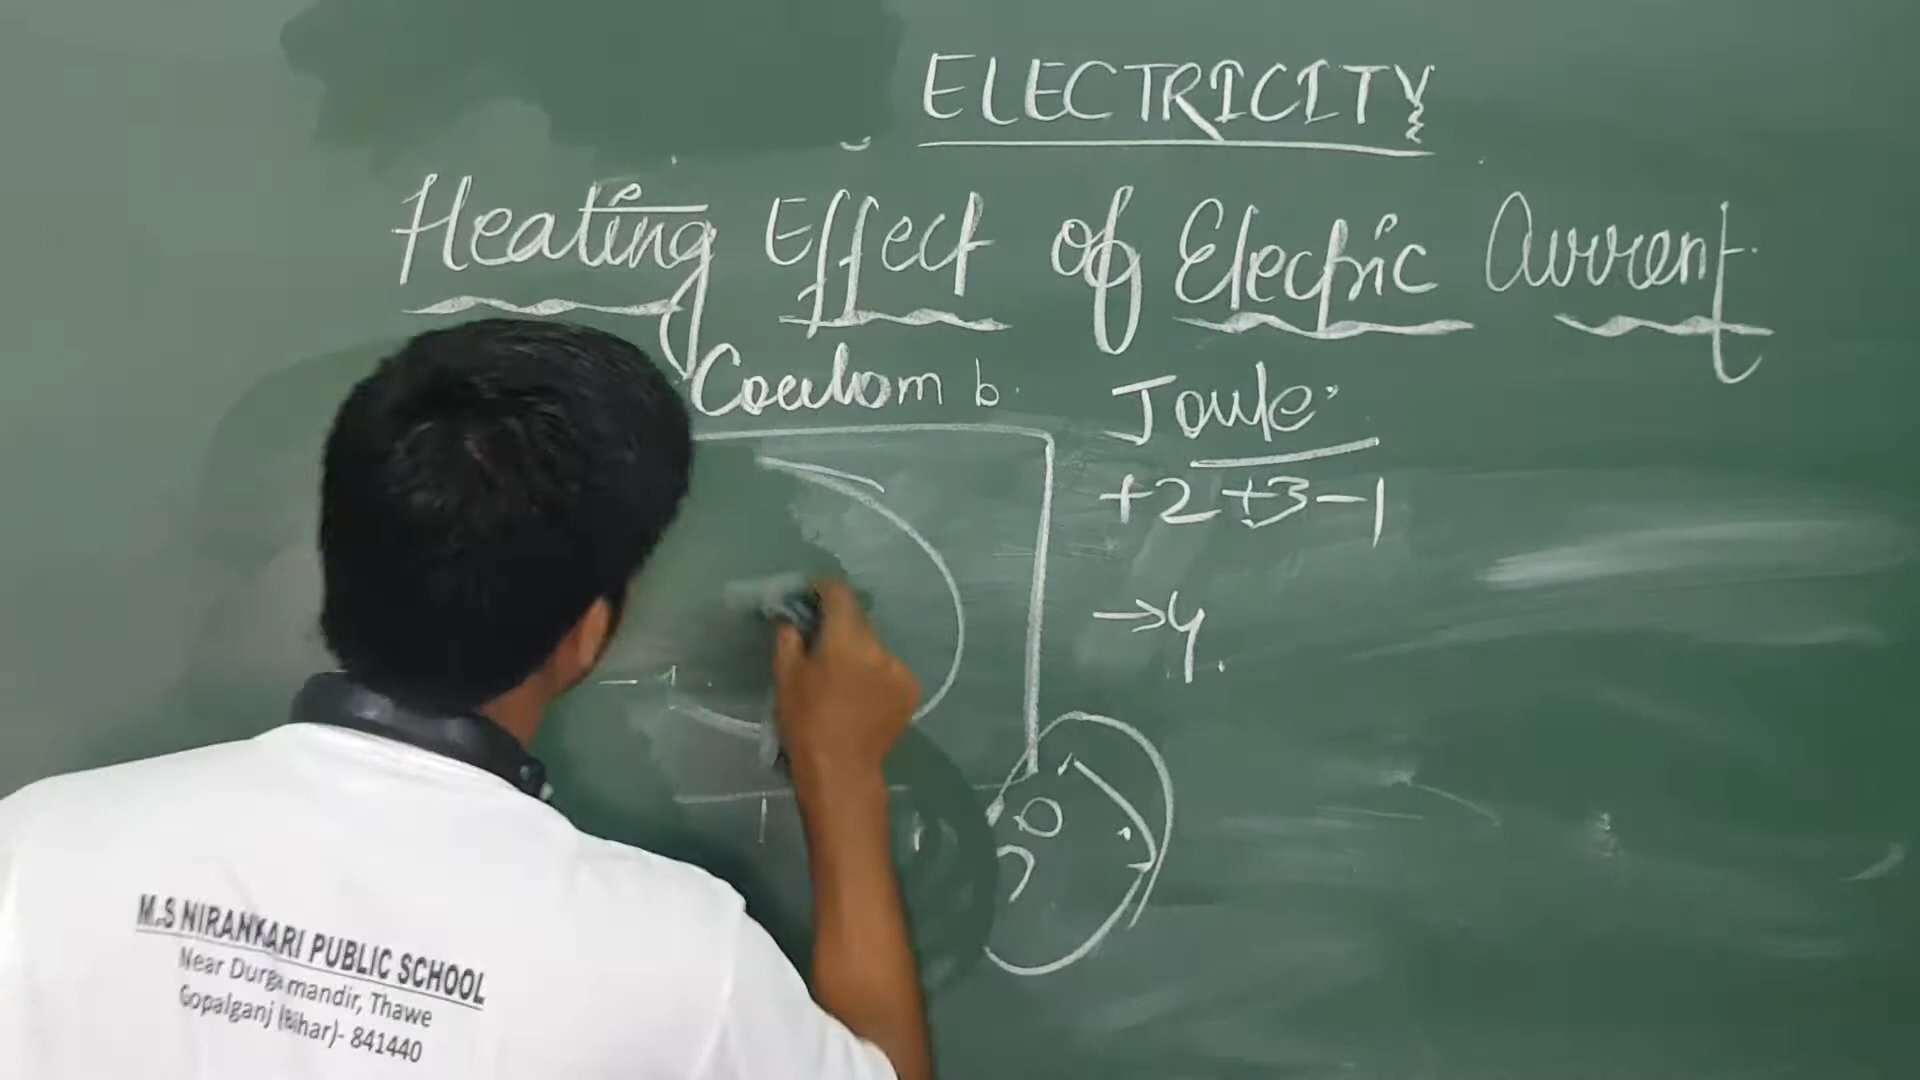 ELECTRICITY
Heating Effect of Electric Current
Coulomb. Joule.
+2+3-1
→4.
M.S NIRANKARI PUBLIC SCHOOL
Near Durga mandir, Thawe
Gopalganj (Bihar)- 841440